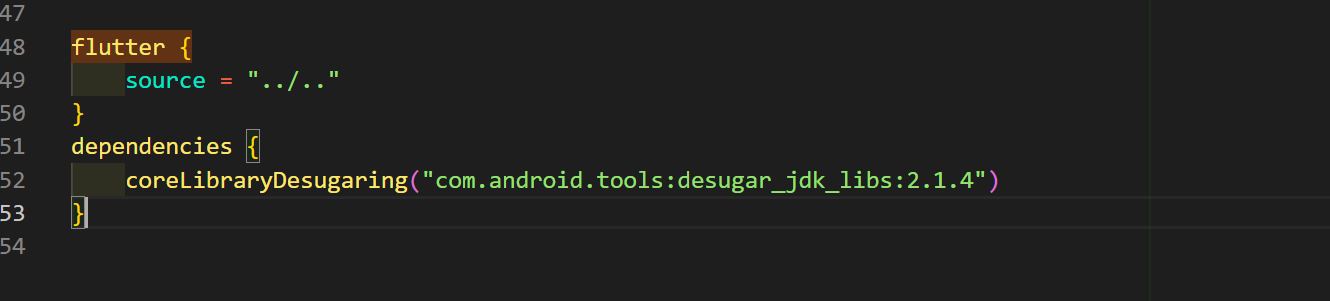 47
48 flutter {
49     source = "../.."
50 }
51 dependencies {
52     coreLibraryDesugaring("com.android.tools:desugar_jdk_libs:2.1.4")
53 }
54